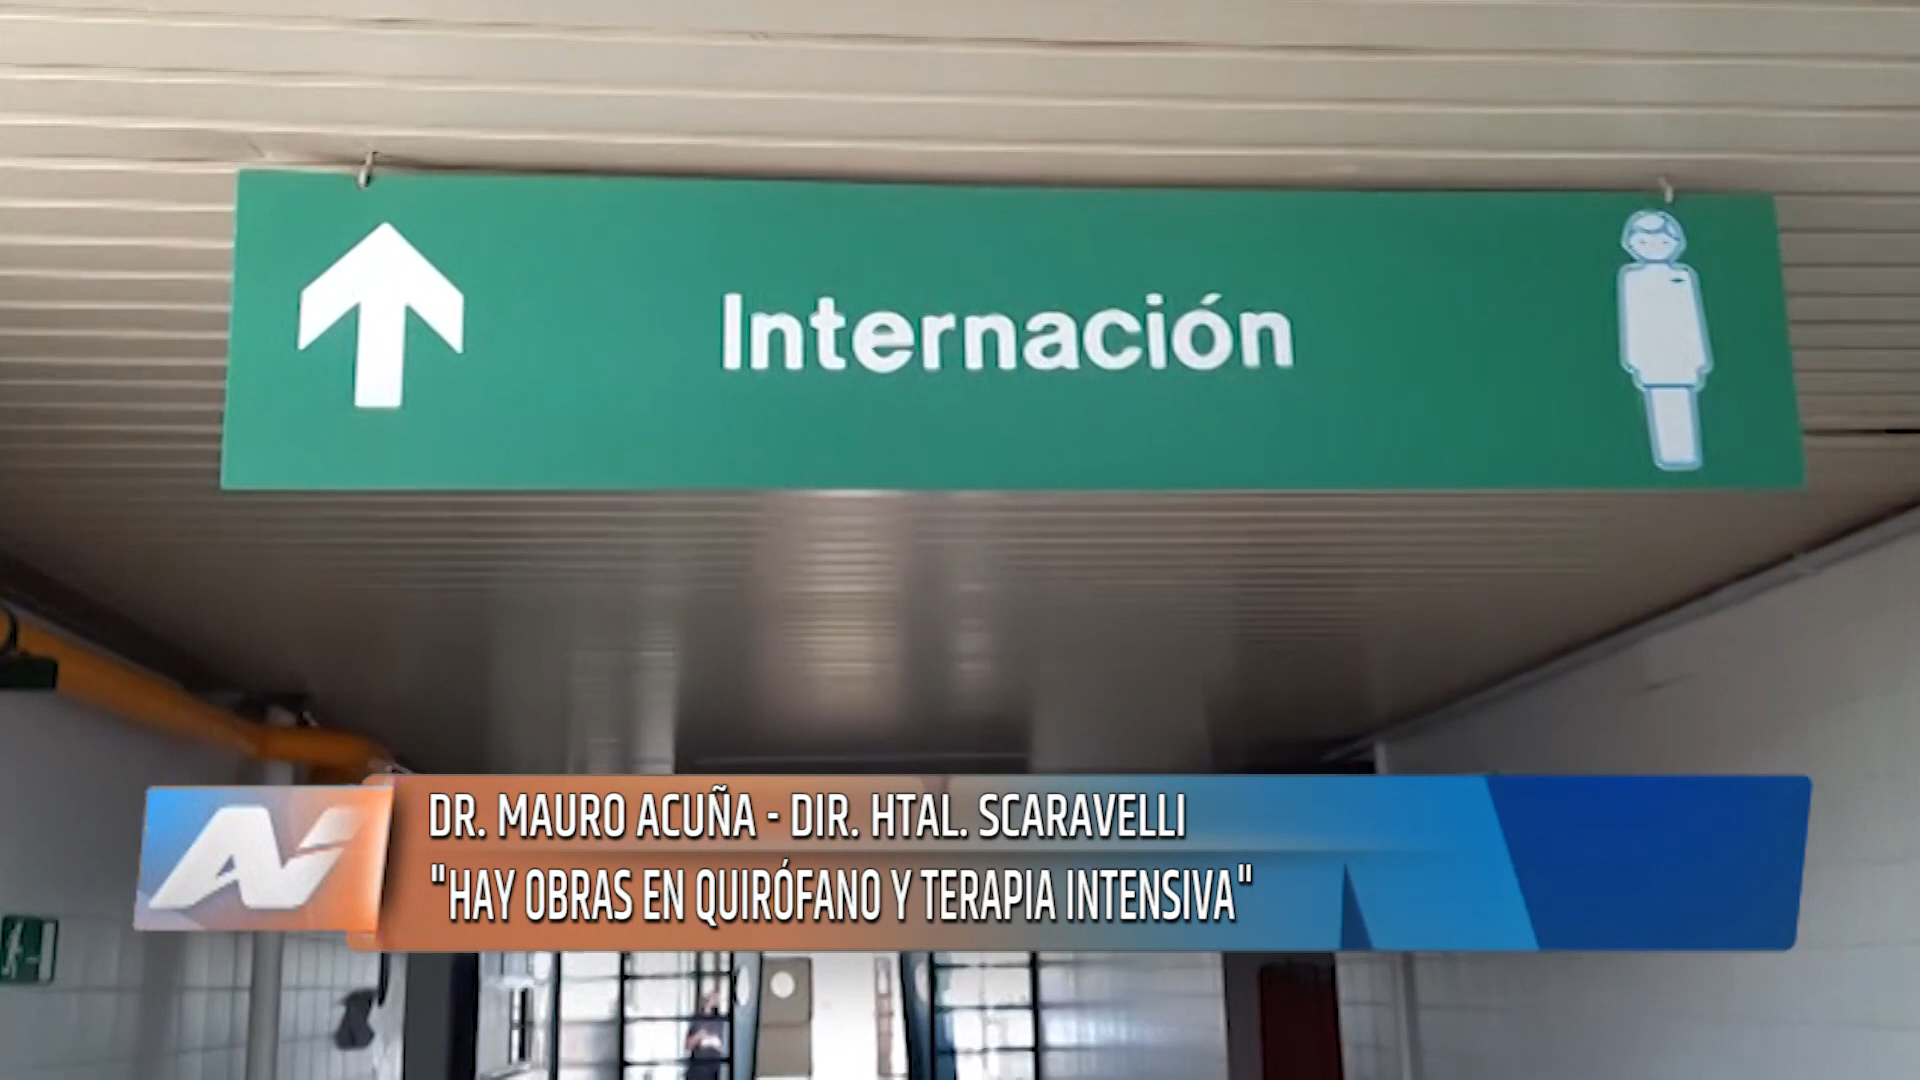 Internación
DR. MAURO ACUÑA - DIR. HTAL. SCARAVELLI
"HAY OBRAS EN QUIRÓFANO Y TERAPIA INTENSIVA"